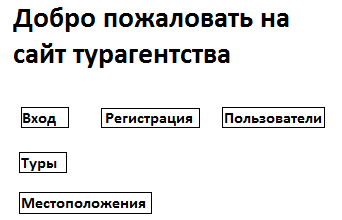 Добро пожаловать на
сайт турагентства
Вход Регистрация Пользователи
Туры
Местоположения